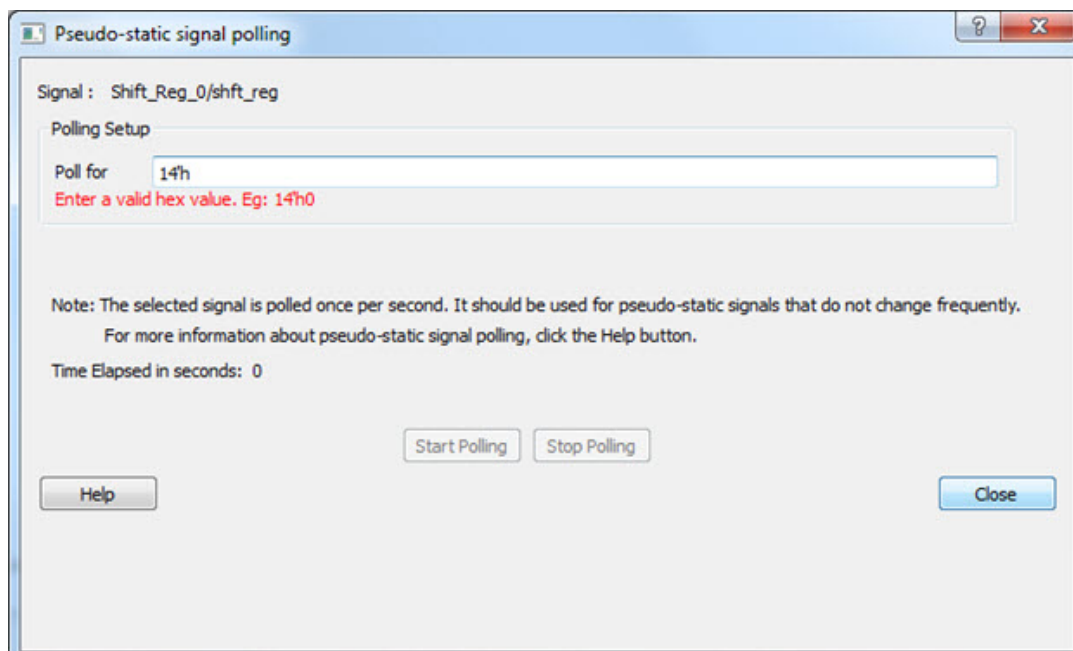 Pseudo-static signal polling
?
Signal : Shift_Reg_0/shft_reg
Polling Setup
Poll for 14'h
Enter a valid hex value. Eg: 14'h0
Note: The selected signal is polled once per second. It should be used for pseudo-static signals that do not change frequently.
For more information about pseudo-static signal polling, click the Help button.
Time Elapsed in seconds: 0
Start Polling Stop Polling
Help Close